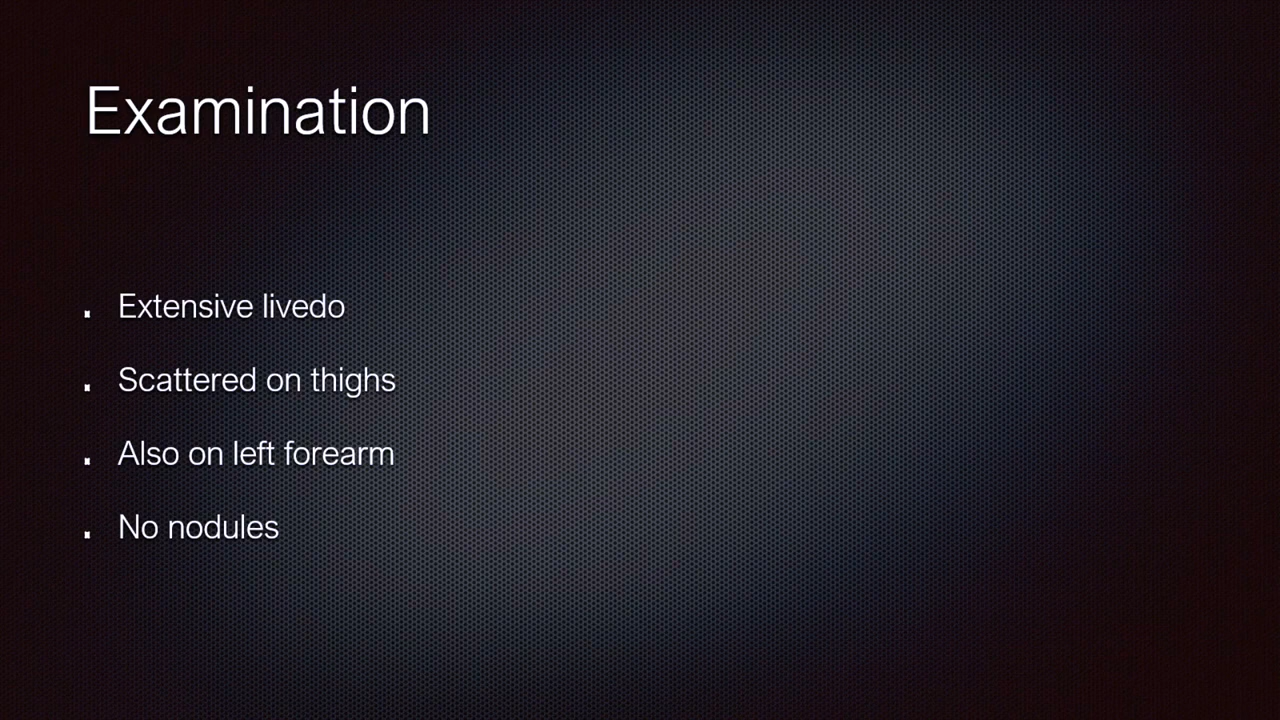 Examination
Extensive livedo
Scattered on thighs
Also on left forearm
No nodules